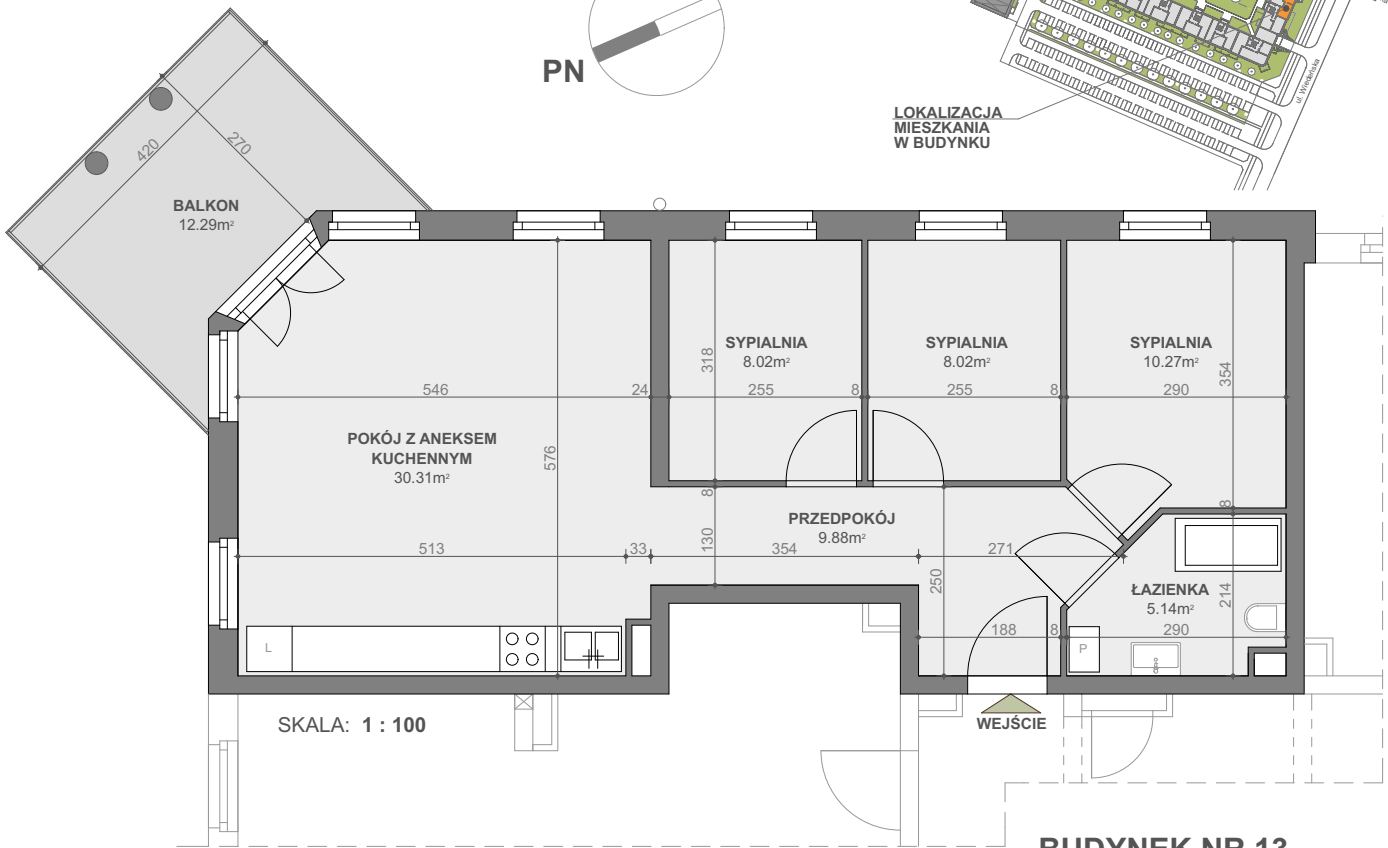 PN
LOKALIZACJA
MIESZKANIA
W BUDYNKU
ul. Wiedeńska
420
270
BALKON
12.29m²
SYPIALNIA
8.02m²
SYPIALNIA
8.02m²
SYPIALNIA
10.27m²
318
354
546
24
255
8
255
8
290
POKÓJ Z ANEKSEM
KUCHENNYM
30.31m²
576
8
8
PRZEDPOKÓJ
9.88m²
513
33
130
354
271
250
ŁAZIENKA
5.14m²
214
188
8
290
L
P
SKALA: 1 : 100
WEJŚCIE
BUDYNEK NR 13